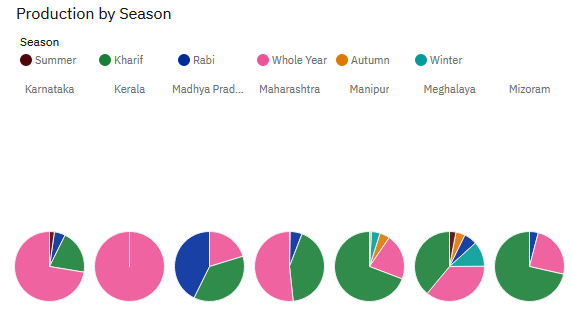 Production by Season
Season
Summer Kharif Rabi Whole Year Autumn Winter
Karnataka Kerala Madhya Prad... Maharashtra Manipur Meghalaya Mizoram